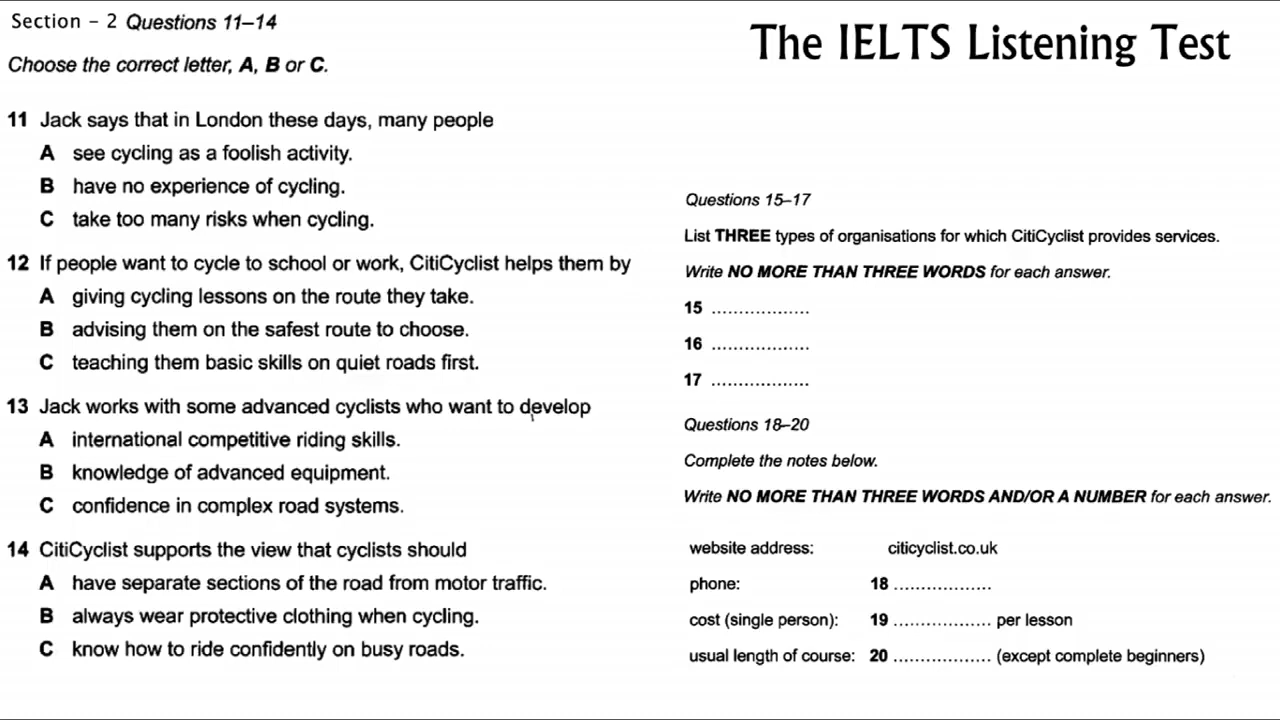 Section – 2 Questions 11–14
Choose the correct letter, A, B or C.
11 Jack says that in London these days, many people
A see cycling as a foolish activity.
B have no experience of cycling.
C take too many risks when cycling.
12 If people want to cycle to school or work, CitiCyclist helps them by
A giving cycling lessons on the route they take.
B advising them on the safest route to choose.
C teaching them basic skills on quiet roads first.
13 Jack works with some advanced cyclists who want to develop
A international competitive riding skills.
B knowledge of advanced equipment.
C confidence in complex road systems.
14 CitiCyclist supports the view that cyclists should
A have separate sections of the road from motor traffic.
B always wear protective clothing when cycling.
C know how to ride confidently on busy roads.
The IELTS Listening Test
Questions 15–17
List THREE types of organisations for which CitiCyclist provides services.
Write NO MORE THAN THREE WORDS for each answer.
15 ..................
16 ..................
17 ..................
Questions 18–20
Complete the notes below.
Write NO MORE THAN THREE WORDS AND/OR A NUMBER for each answer.
website address: citicyclist.co.uk
phone: 18 ..................
cost (single person): 19 .................. per lesson
usual length of course: 20 .................. (except complete beginners)